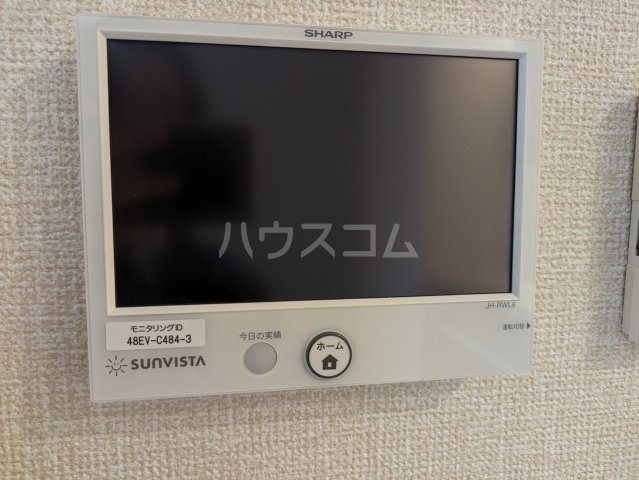 SHARP
ハウスコム
JH-RWL8
モニタリングID
48EV-C484-3
今日の実績
ホーム
運転切替
SUNVISTA